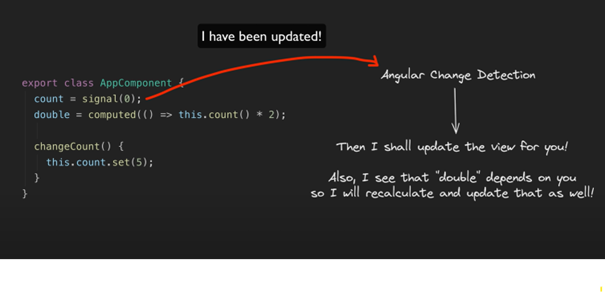 I have been updated!
export class AppComponent {
count = signal(0);
double = computed(() => this.count() * 2);
changeCount() {
this.count.set(5);
}
}
Angular Change Detection
Then I shall update the view for you!
Also, I see that "double" depends on you
so I will recalculate and update that as well!